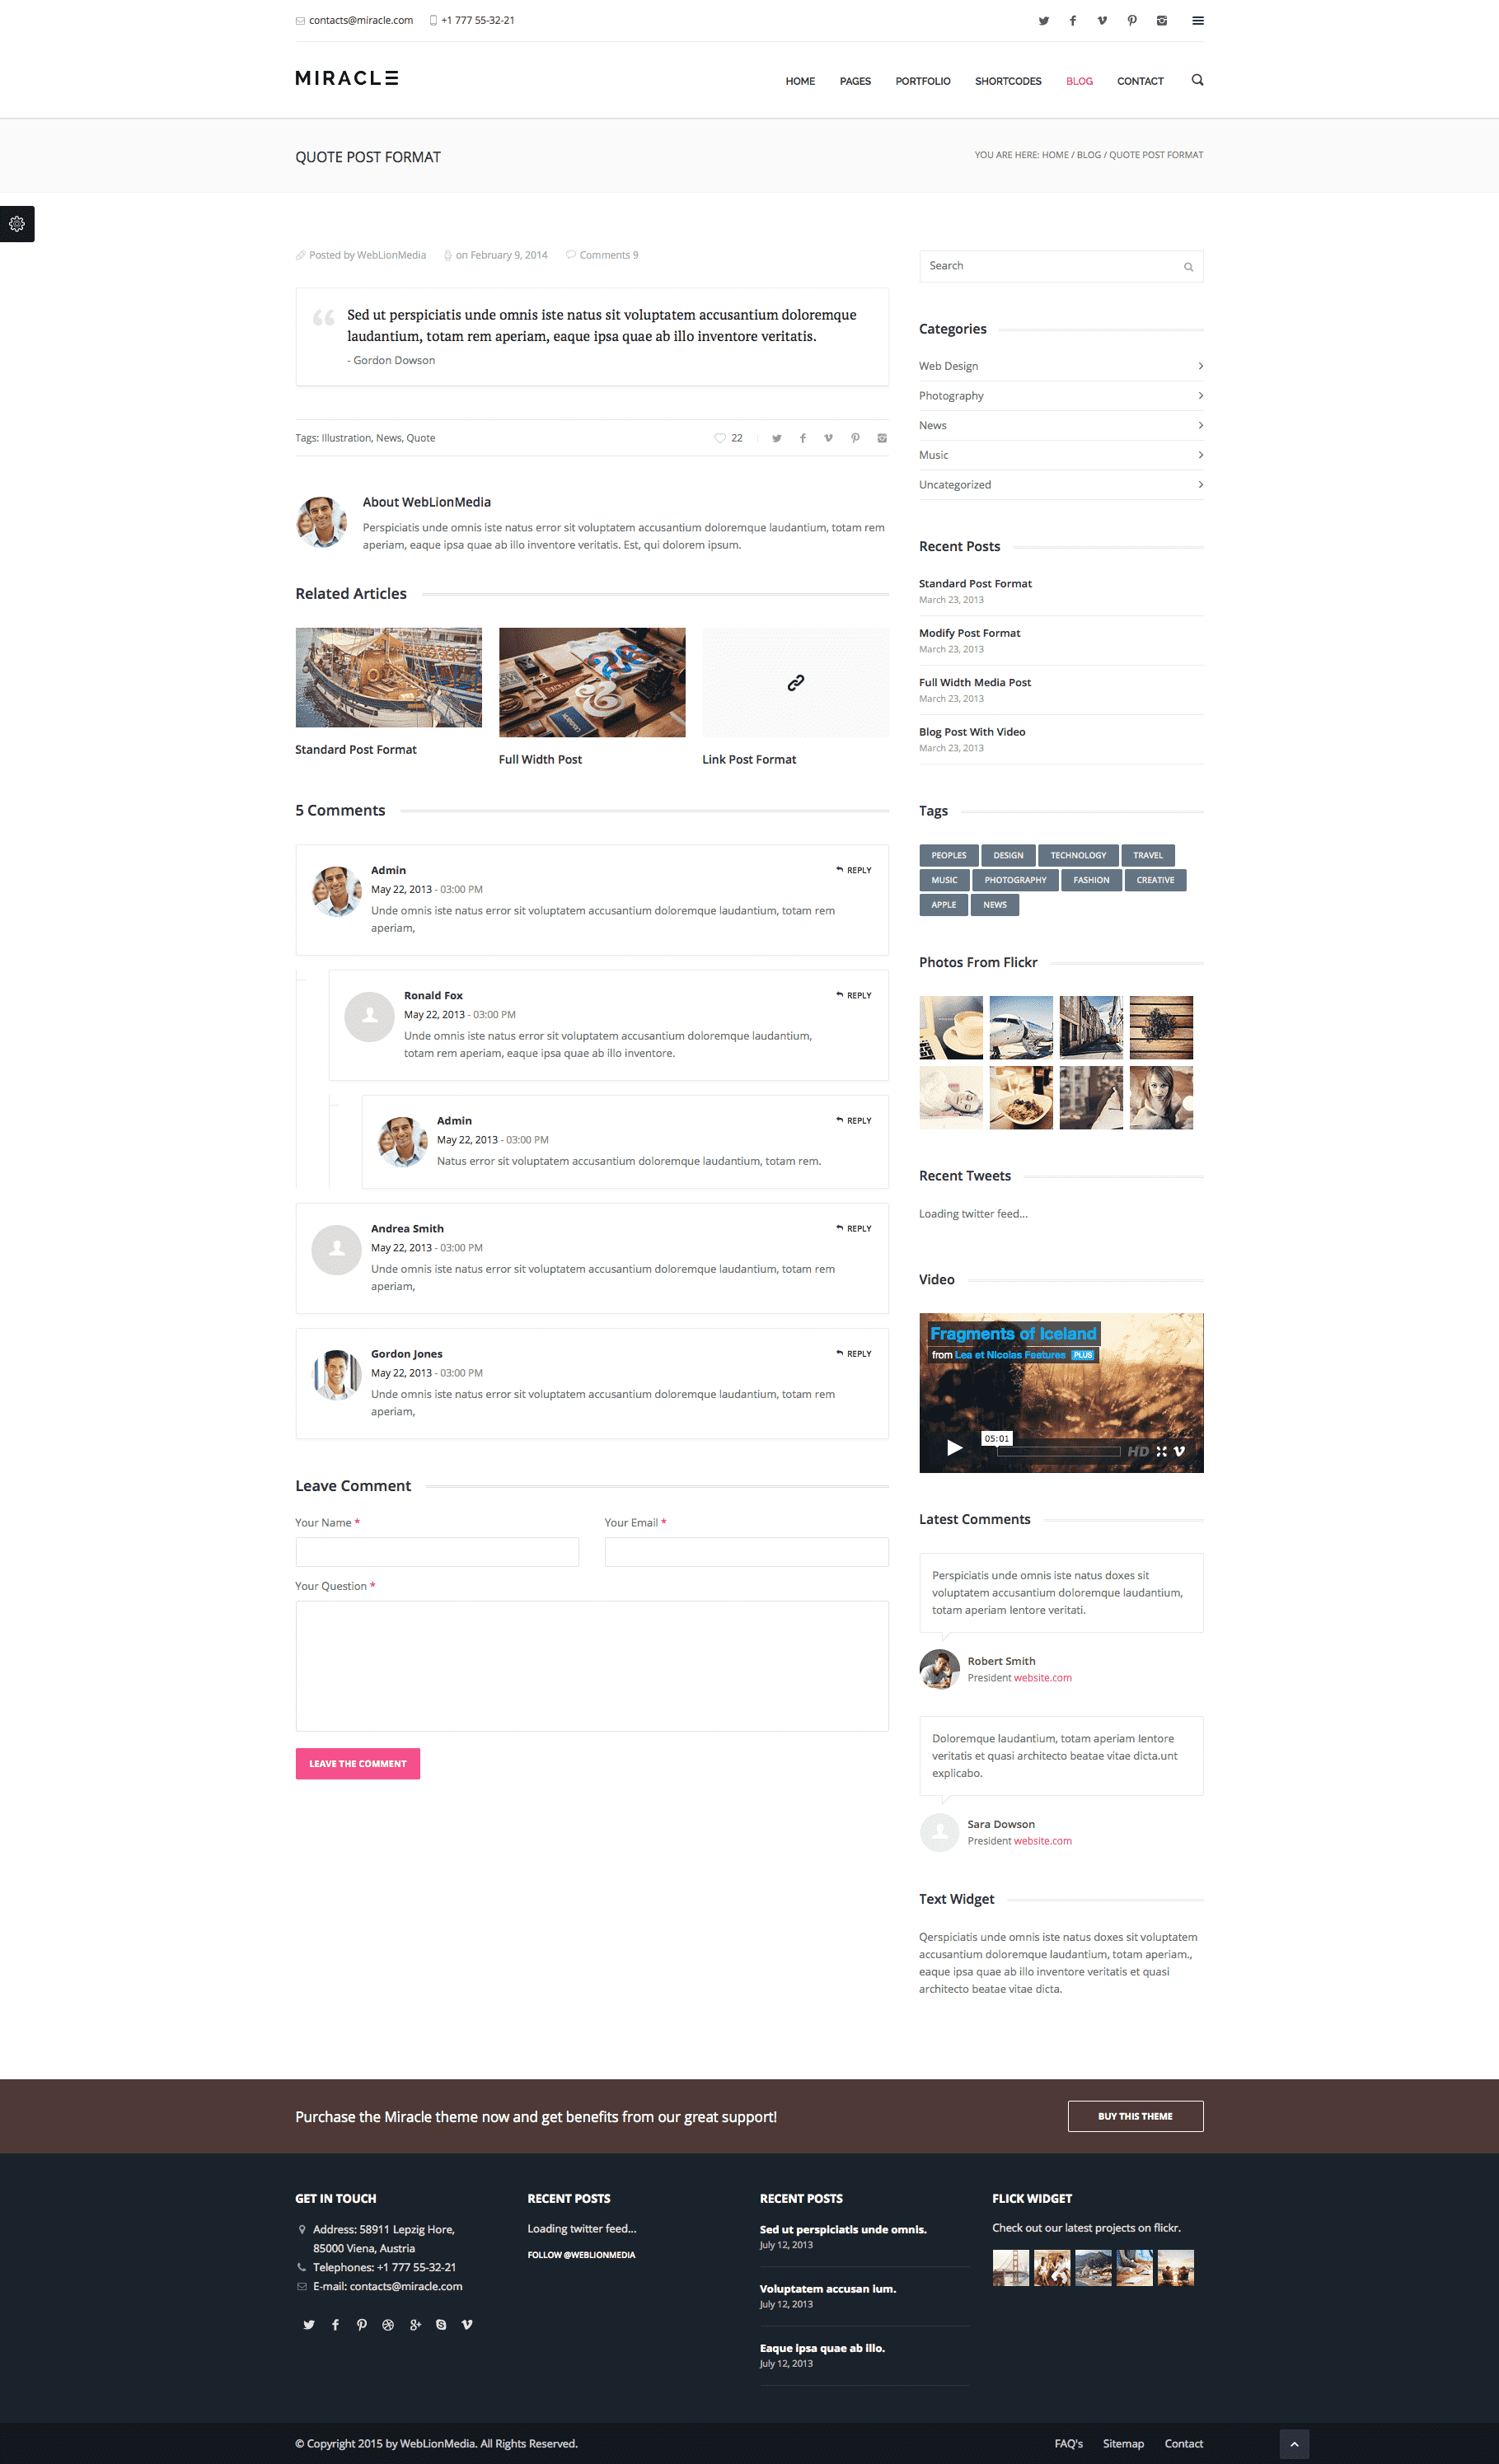 contacts@miracle.com +1 777 55-32-21
MIRACLE
HOME PAGES PORTFOLIO SHORTCODES BLOG CONTACT
QUOTE POST FORMAT
YOU ARE HERE: HOME / BLOG / QUOTE POST FORMAT
Posted by WebLionMedia on February 9, 2014 Comments 9
Sed ut perspiciatis unde omnis iste natus sit voluptatem accusantium doloremque
laudantium, totam rem aperiam, eaque ipsa quae ab illo inventore veritatis.
- Gordon Dowson
Tags: Illustration, News, Quote
22
About WebLionMedia
Perspiciatis unde omnis iste natus error sit voluptatem accusantium doloremque laudantium, totam rem
aperiam, eaque ipsa quae ab illo inventore veritatis. Est, qui dolorem ipsum.
Related Articles
Standard Post Format
Full Width Post
Link Post Format
5 Comments
Admin
REPLY
May 22, 2013 - 03:00 PM
Unde omnis iste natus error sit voluptatem accusantium doloremque laudantium, totam rem
aperiam,
Ronald Fox
REPLY
May 22, 2013 - 03:00 PM
Unde omnis iste natus error sit voluptatem accusantium doloremque laudantium,
totam rem aperiam, eaque ipsa quae ab illo inventore.
Admin
REPLY
May 22, 2013 - 03:00 PM
Natus error sit voluptatem accusantium doloremque laudantium, totam rem.
Andrea Smith
REPLY
May 22, 2013 - 03:00 PM
Unde omnis iste natus error sit voluptatem accusantium doloremque laudantium, totam rem
aperiam,
Gordon Jones
REPLY
May 22, 2013 - 03:00 PM
Unde omnis iste natus error sit voluptatem accusantium doloremque laudantium, totam rem
aperiam,
Leave Comment
Your Name *
Your Email *
Your Question *
LEAVE THE COMMENT
Search
Categories
Web Design
Photography
News
Music
Uncategorized
Recent Posts
Standard Post Format
March 23, 2013
Modify Post Format
March 23, 2013
Full Width Media Post
March 23, 2013
Blog Post With Video
March 23, 2013
Tags
PEOPLES DESIGN TECHNOLOGY TRAVEL
MUSIC PHOTOGRAPHY FASHION CREATIVE
APPLE NEWS
Photos From Flickr
Recent Tweets
Loading twitter feed...
Video
Fragments of Iceland
from Lea et Nicolas Features PLUS
05:01
HD
Latest Comments
Perspiciatis unde omnis iste natus doxes sit
voluptatem accusantium doloremque laudantium,
totam aperiam lentore veritati.
Robert Smith
President website.com
Doloremque laudantium, totam aperiam lentore
veritatis et quasi architecto beatae vitae dicta.unt
explicabo.
Sara Dowson
President website.com
Text Widget
Qerspiciatis unde omnis iste natus doxes sit voluptatem
accusantium doloremque laudantium, totam aperiam.,
eaque ipsa quae ab illo inventore veritatis et quasi
architecto beatae vitae dicta.
Purchase the Miracle theme now and get benefits from our great support!
BUY THIS THEME
GET IN TOUCH
Address: 58911 Lepzig Hore,
85000 Viena, Austria
Telephones: +1 777 55-32-21
E-mail: contacts@miracle.com
RECENT POSTS
Loading twitter feed...
FOLLOW @WEBLIONMEDIA
RECENT POSTS
Sed ut perspiciatis unde omnis.
July 12, 2013
Voluptatem accusan ium.
July 12, 2013
Eaque ipsa quae ab illo.
July 12, 2013
FLICK WIDGET
Check out our latest projects on flickr.
© Copyright 2015 by WebLionMedia. All Rights Reserved.
FAQ's Sitemap Contact